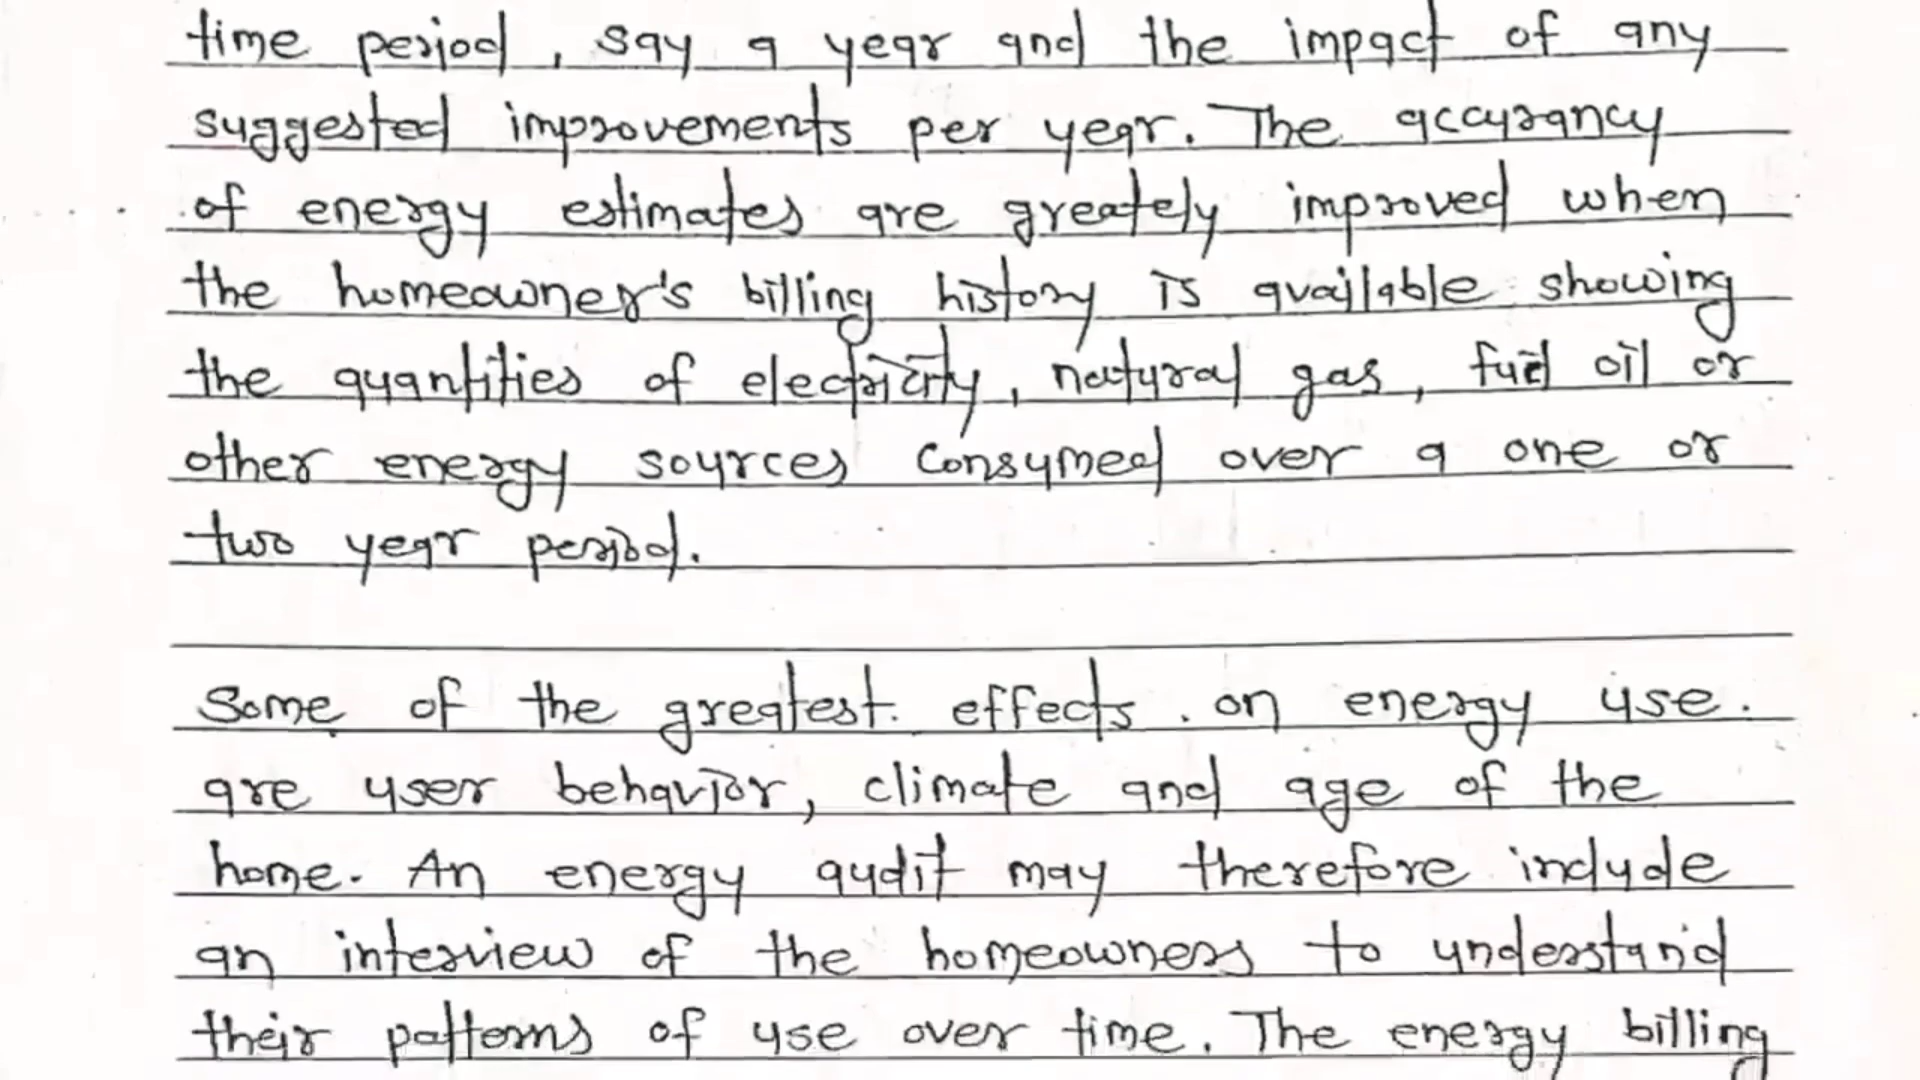 time period, say a year and the impact of any
suggested improvements per year. The accurancy
of energy estimates are greately improved when
the homeowner's billing history is available showing
the quantities of electricity, natural gas, fuel oil or
other energy sources consumed over a one or
two year period.
Some of the greatest effects on energy use.
are user behavior, climate and age of the
home. An energy audit may therefore include
an interview of the homeowners to understand
their patterns of use over time. The energy billing